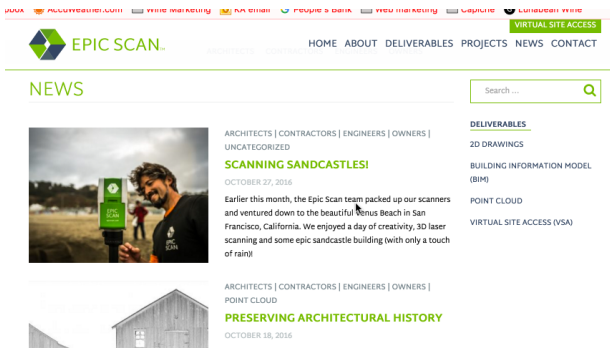 AccuWeather.com Wine Marketing KA email People's Bank Web marketing Capiche Lunabean Wine
VIRTUAL SITE ACCESS
EPIC SCAN
HOME ABOUT DELIVERABLES PROJECTS NEWS CONTACT
NEWS
Search ...
ARCHITECTS | CONTRACTORS | ENGINEERS | OWNERS |
UNCATEGORIZED
SCANNING SANDCASTLES!
OCTOBER 27, 2016
Earlier this month, the Epic Scan team packed up our scanners
and ventured down to the beautiful Venus Beach in San
Francisco, California. We enjoyed a day of creativity, 3D laser
scanning and some epic sandcastle building (with only a touch
of rain)!
EPIC
SCAN
ARCHITECTS | CONTRACTORS | ENGINEERS | OWNERS |
POINT CLOUD
PRESERVING ARCHITECTURAL HISTORY
OCTOBER 18, 2016
DELIVERABLES
2D DRAWINGS
BUILDING INFORMATION MODEL
(BIM)
POINT CLOUD
VIRTUAL SITE ACCESS (VSA)